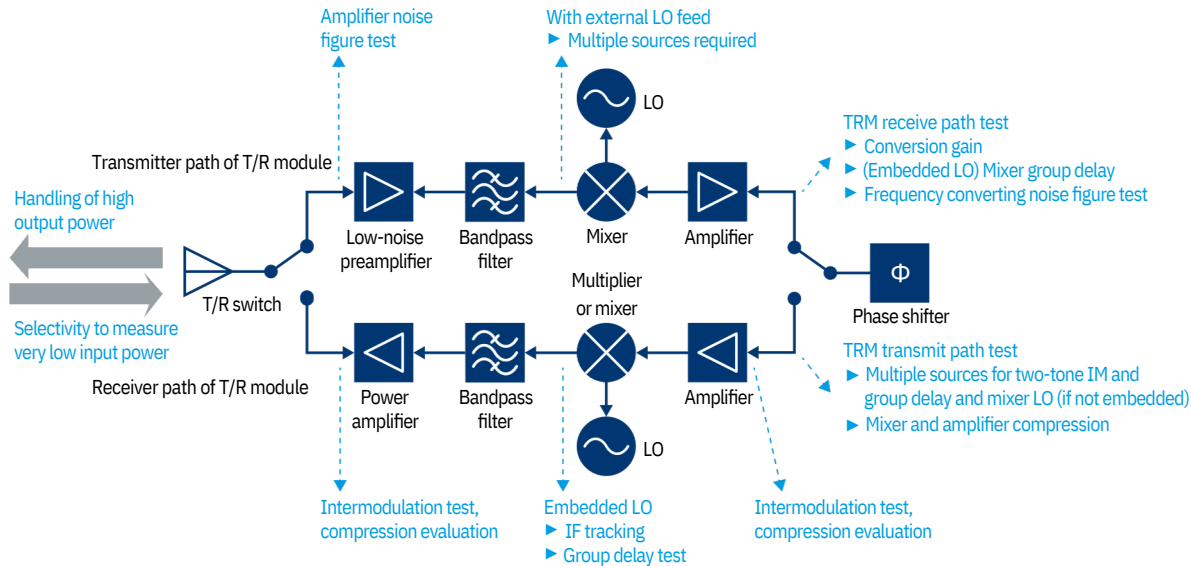 Amplifier noise
figure test
With external LO feed
► Multiple sources required
LO
TRM receive path test
► Conversion gain
► (Embedded LO) Mixer group delay
► Frequency converting noise figure test
Transmitter path of T/R module
Handling of high
output power
Low-noise
preamplifier
Bandpass
filter
Mixer
Amplifier
T/R switch
Multiplier
or mixer
Φ
Phase shifter
Selectivity to measure
very low input power
Receiver path of T/R module
Power
amplifier
Bandpass
filter
LO
Amplifier
TRM transmit path test
► Multiple sources for two-tone IM and
group delay and mixer LO (if not embedded)
► Mixer and amplifier compression
Intermodulation test,
compression evaluation
Embedded LO
► IF tracking
► Group delay test
Intermodulation test,
compression evaluation